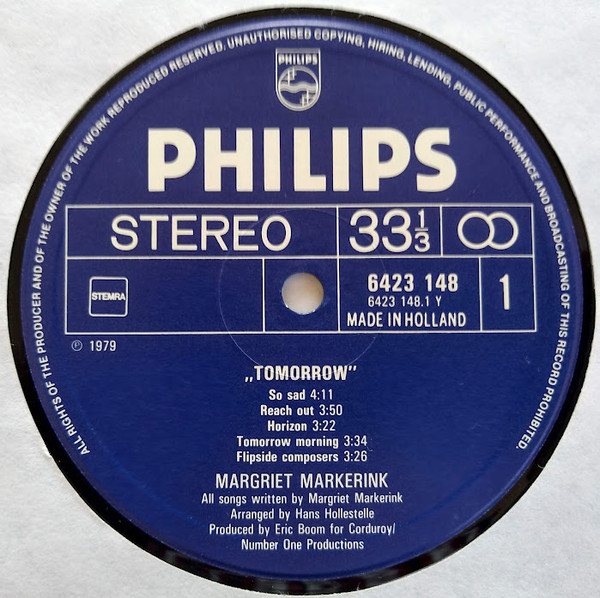 ALL RIGHTS OF THE PRODUCER AND OF THE OWNER OF THE WORK REPRODUCED RESERVED. UNAUTHORISED COPYING, HIRING, LENDING, PUBLIC PERFORMANCE AND BROADCASTING OF THIS RECORD PROHIBITED.
PHILIPS
PHILIPS
STEREO 33 1/3
STEMRA
6423 148
6423 148.1 Y
MADE IN HOLLAND
1
℗ 1979
„TOMORROW"
So sad 4:11
Reach out 3:50
Horizon 3:22
Tomorrow morning 3:34
Flipside composers 3:26
MARGRIET MARKERINK
All songs written by Margriet Markerink
Arranged by Hans Hollestelle
Produced by Eric Boom for Corduroy/
Number One Productions